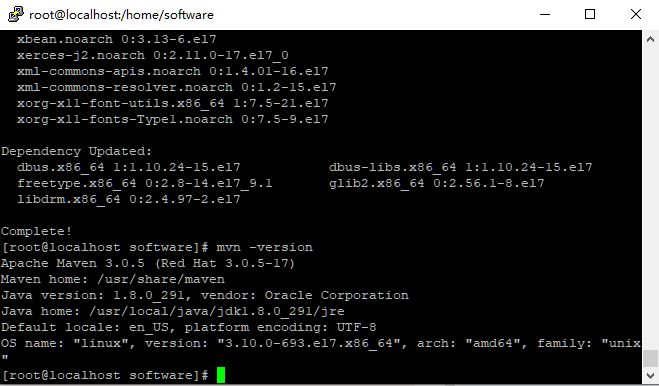 root@localhost:/home/software
xbean.noarch 0:3.13-6.el7
xerces-j2.noarch 0:2.11.0-17.el7_0
xml-commons-apis.noarch 0:1.4.01-16.el7
xml-commons-resolver.noarch 0:1.2-15.el7
xorg-x11-font-utils.x86_64 1:7.5-21.el7
xorg-x11-fonts-Type1.noarch 0:7.5-9.el7
Dependency Updated:
dbus.x86_64 1:1.10.24-15.el7 dbus-libs.x86_64 1:1.10.24-15.el7
freetype.x86_64 0:2.8-14.el7_9.1 glib2.x86_64 0:2.56.1-8.el7
libdrm.x86_64 0:2.4.97-2.el7
Complete!
[root@localhost software]# mvn -version
Apache Maven 3.0.5 (Red Hat 3.0.5-17)
Maven home: /usr/share/maven
Java version: 1.8.0_291, vendor: Oracle Corporation
Java home: /usr/local/java/jdk1.8.0_291/jre
Default locale: en_US, platform encoding: UTF-8
OS name: "linux", version: "3.10.0-693.el7.x86_64", arch: "amd64", family: "unix
"
[root@localhost software]#